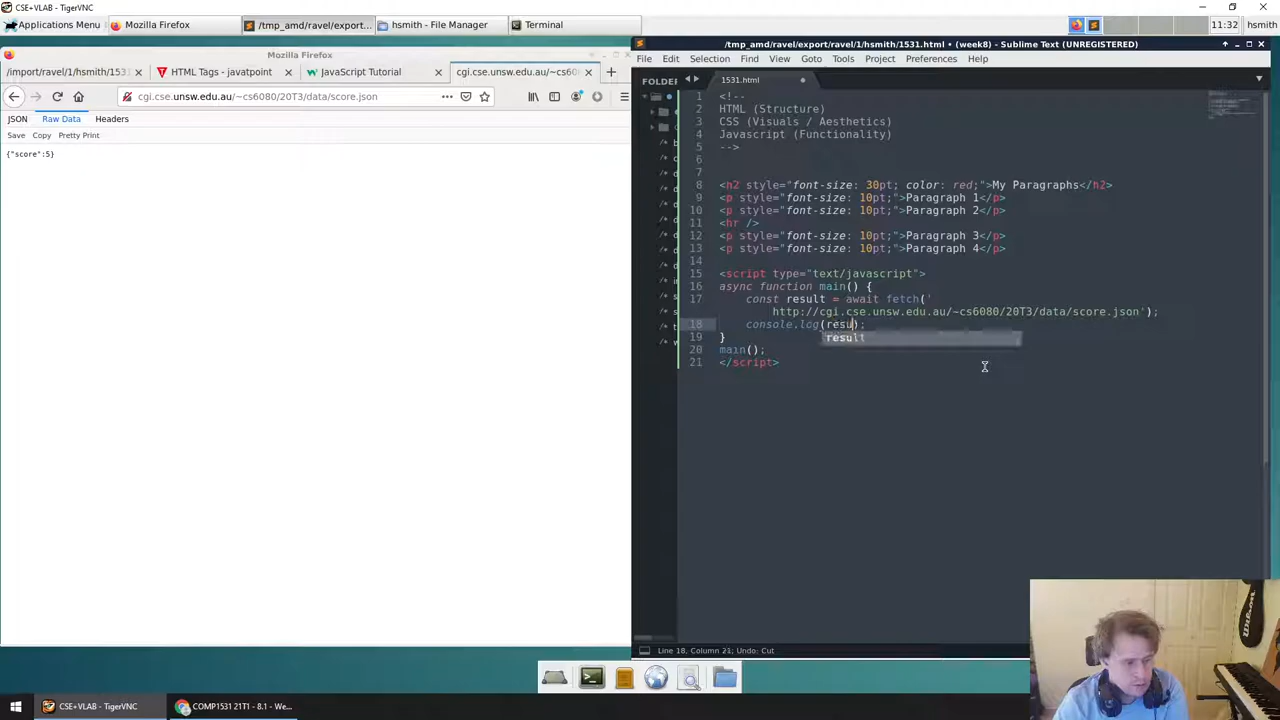 CSE+VLAB - TigerVNC
Applications Menu
Mozilla Firefox
/tmp_amd/ravel/export...
hsmith - File Manager
Terminal
11:32
hsmith
Mozilla Firefox
/import/ravel/1/hsmith/1531.h
HTML Tags - javatpoint
JavaScript Tutorial
cgi.cse.unsw.edu.au/~cs60
cgi.cse.unsw.edu.au/~cs6080/20T3/data/score.json
JSON
Raw Data
Headers
Save
Copy
Pretty Print
{"score":5}
/tmp_amd/ravel/export/ravel/1/hsmith/1531.html • (week8) - Sublime Text (UNREGISTERED)
File
Edit
Selection
Find
View
Goto
Tools
Project
Preferences
Help
FOLDER
1531.html
1 <!--
2 HTML (Structure)
3 CSS (Visuals / Aesthetics)
4 Javascript (Functionality)
5 -->
6
7
8 <h2 style="font-size: 30pt; color: red;">My Paragraphs</h2>
9 <p style="font-size: 10pt;">Paragraph 1</p>
10 <p style="font-size: 10pt;">Paragraph 2</p>
11 <hr />
12 <p style="font-size: 10pt;">Paragraph 3</p>
13 <p style="font-size: 10pt;">Paragraph 4</p>
14
15 <script type="text/javascript">
16 async function main() {
17 const result = await fetch('
http://cgi.cse.unsw.edu.au/~cs6080/20T3/data/score.json');
18 console.log(resu);
19 }
result
20 main();
21 </script>
Line 18, Column 21; Undo: Cut
Wilson
CSE+VLAB - TigerVNC
COMP1531 21T1 - 8.1 - We...